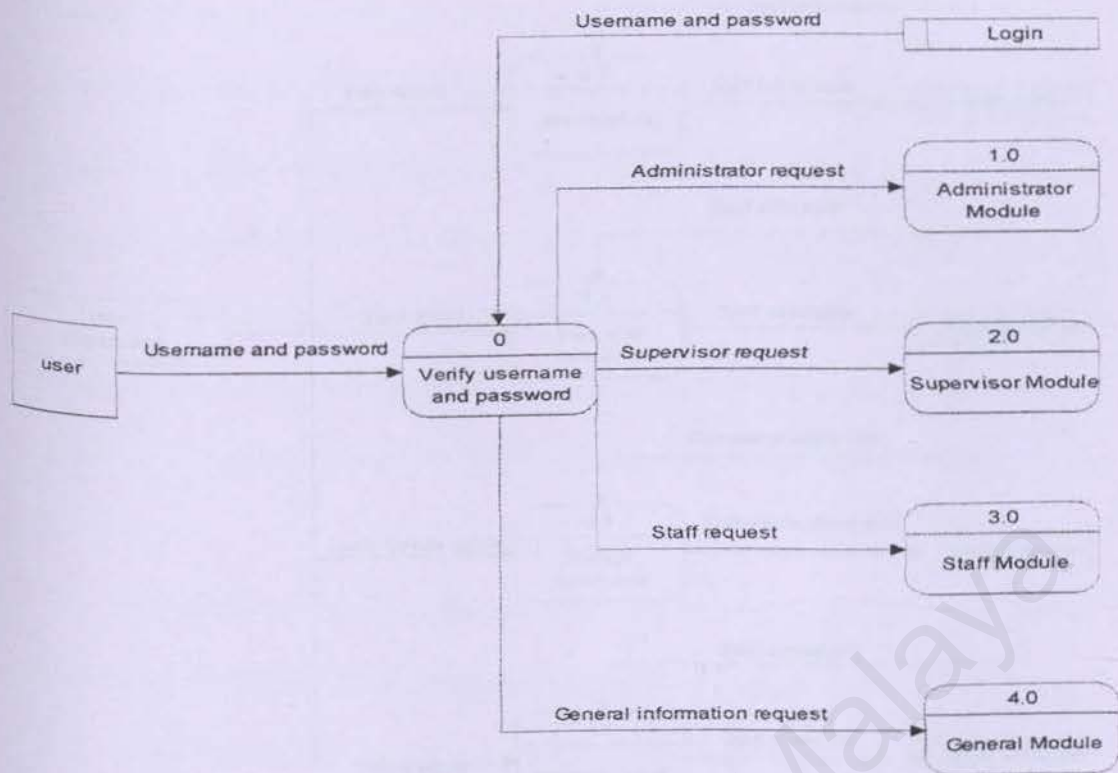 Username and password
Login
1.0
Administrator request
Administrator
Module
0
2.0
user
Username and password
Verify username
and password
Supervisor request
Supervisor Module
3.0
Staff request
Staff Module
4.0
General information request
General Module
Malaya